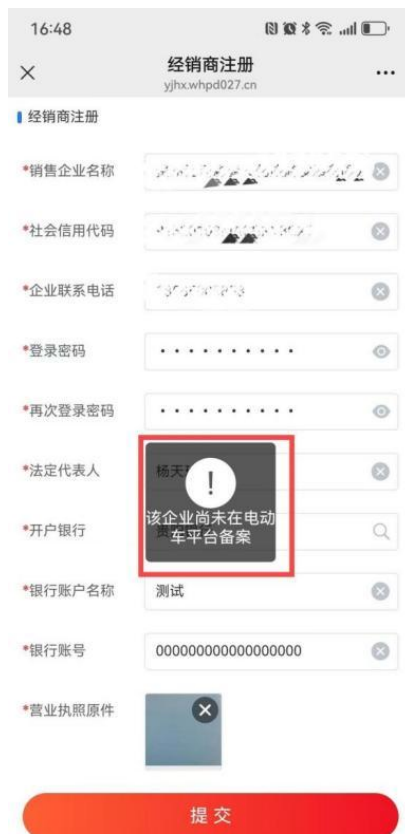 16:48
经销商注册
yjhx.whpd027.cn
经销商注册
*销售企业名称
*社会信用代码
*企业联系电话
*登录密码 ··········
*再次登录密码 ··········
*法定代表人 杨天
该企业尚未在电动
车平台备案
*开户银行
*银行账户名称 测试
*银行账号 000000000000000000
*营业执照原件
提交